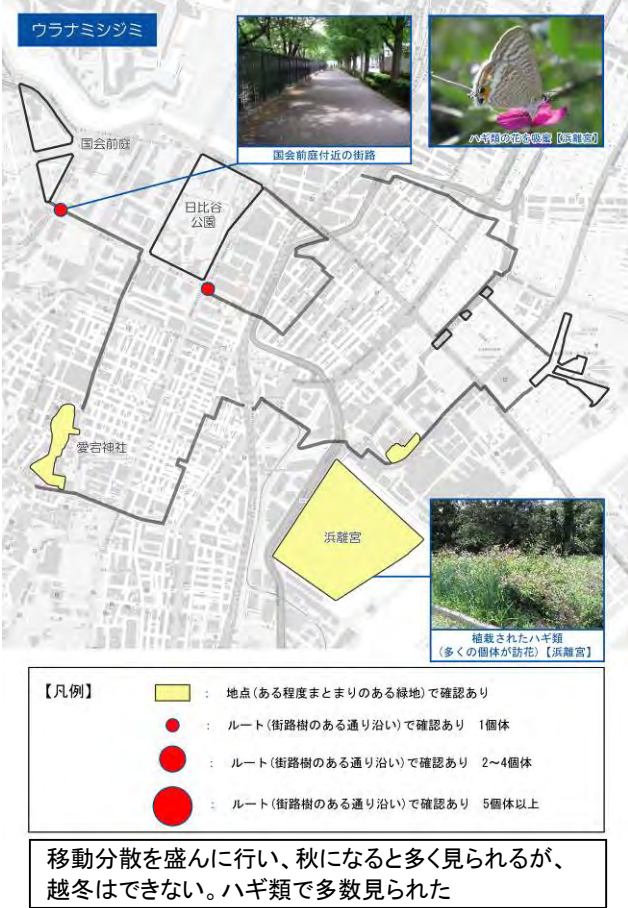 ウラナミシジミ
国会前庭付近の街路
ハギ類の花を吸蜜【浜離宮】
国会前庭
日比谷
公園
愛宕神社
浜離宮
植栽されたハギ類
(多くの個体が訪花)【浜離宮】
【凡例】
： 地点(ある程度まとまりのある緑地)で確認あり
： ルート(街路樹のある通り沿い)で確認あり 1個体
： ルート(街路樹のある通り沿い)で確認あり 2～4個体
： ルート(街路樹のある通り沿い)で確認あり 5個体以上
移動分散を盛んに行い、秋になると多く見られるが、
越冬はできない。ハギ類で多数見られた